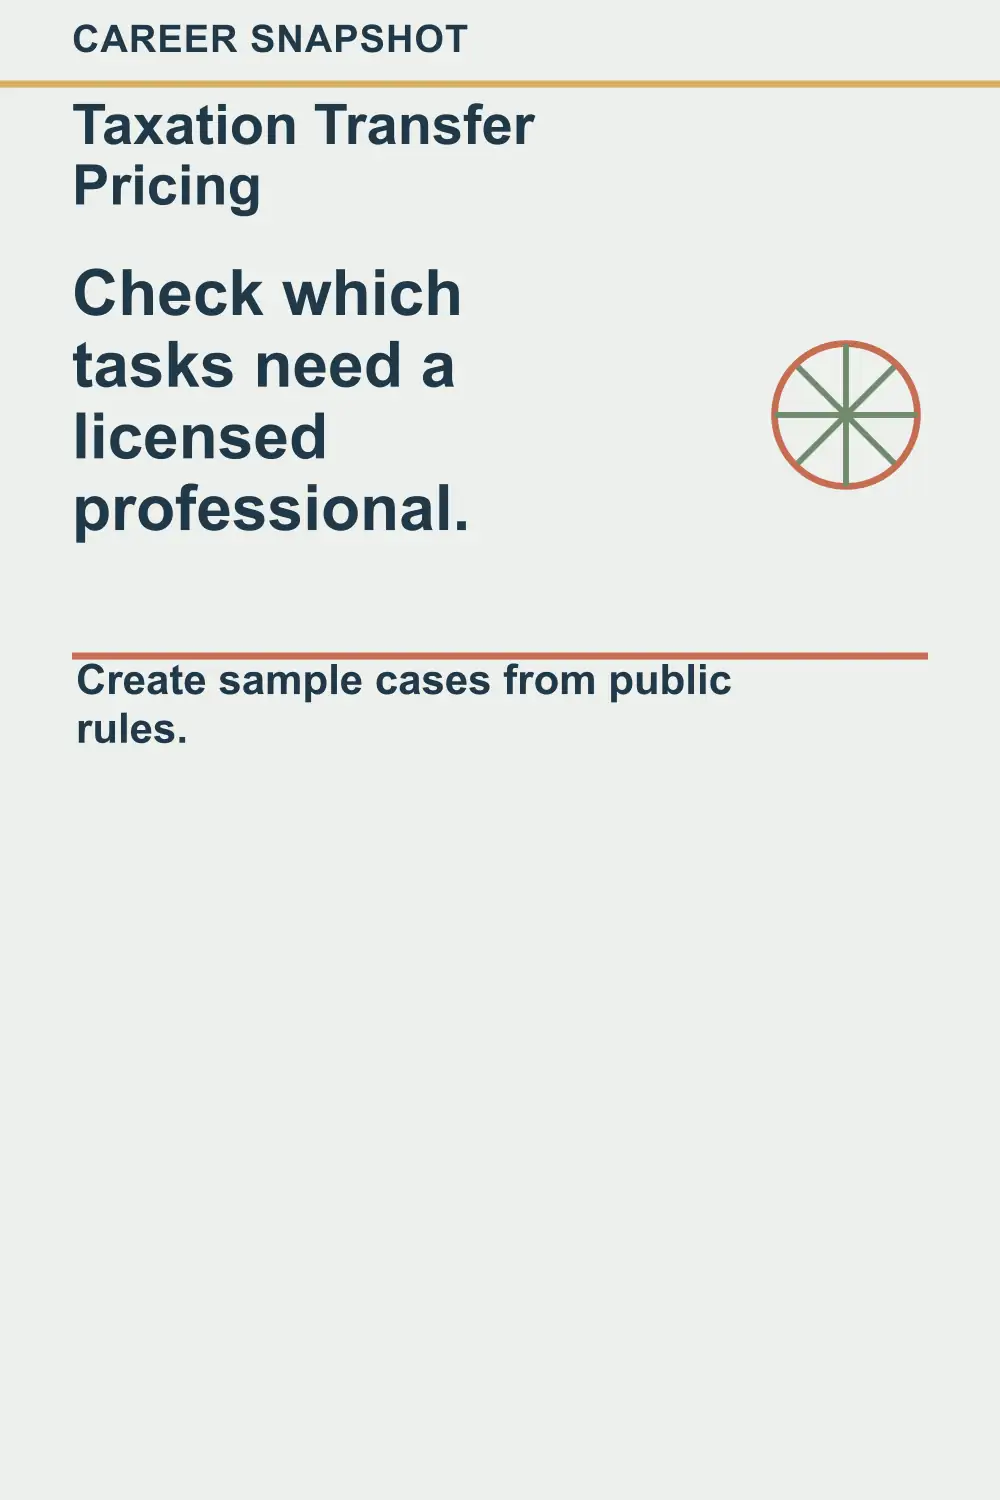 CAREER SNAPSHOT
Taxation Transfer
Pricing
Check which
tasks need a
licensed
professional.
Create sample cases from public
rules.